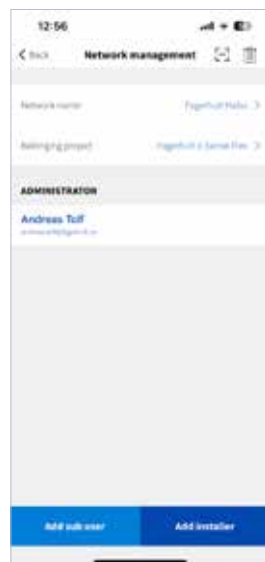 12:56
Back Network management
Network name
Belonging project
ADMINISTRATOR
Andreas Tolf
Add sub user Add installer